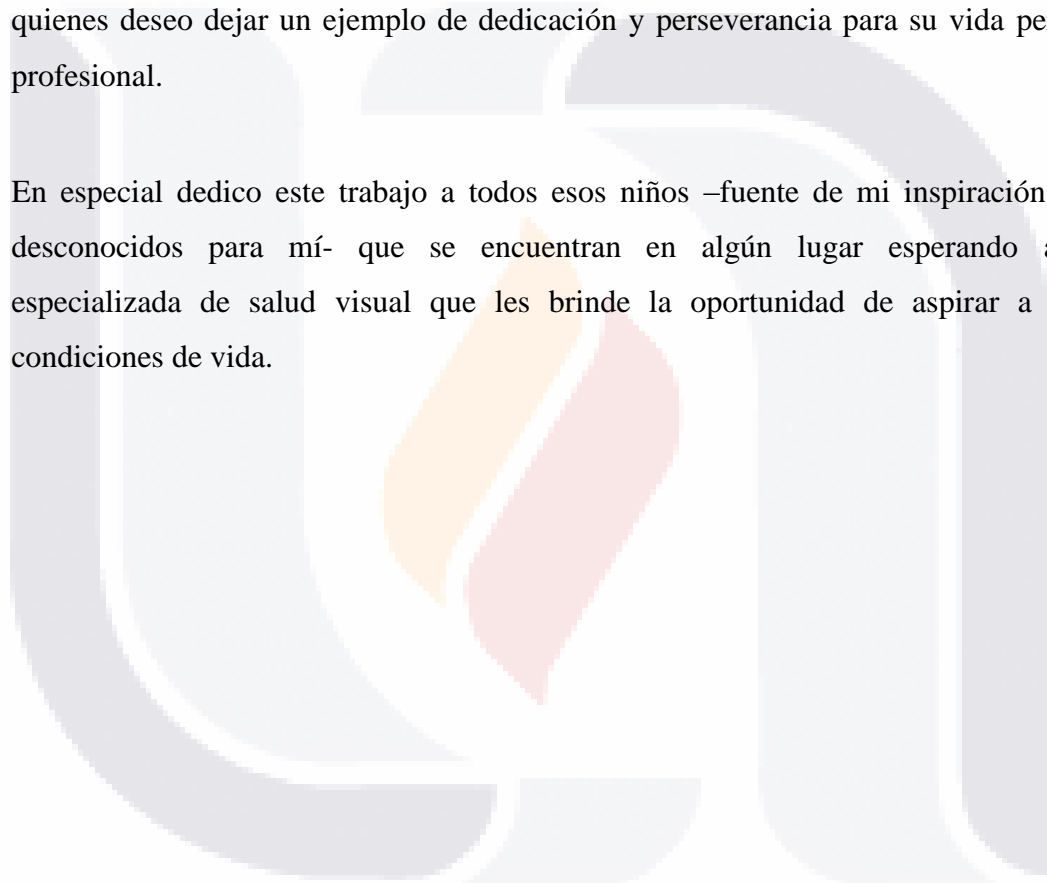 quienes deseo dejar un ejemplo de dedicación y perseverancia para su vida
profesional.
En especial dedico este trabajo a todos esos niños –fuente de mi inspiración
desconocidos para mí- que se encuentran en algún lugar esperando
especializada de salud visual que les brinde la oportunidad de aspirar a
condiciones de vida.